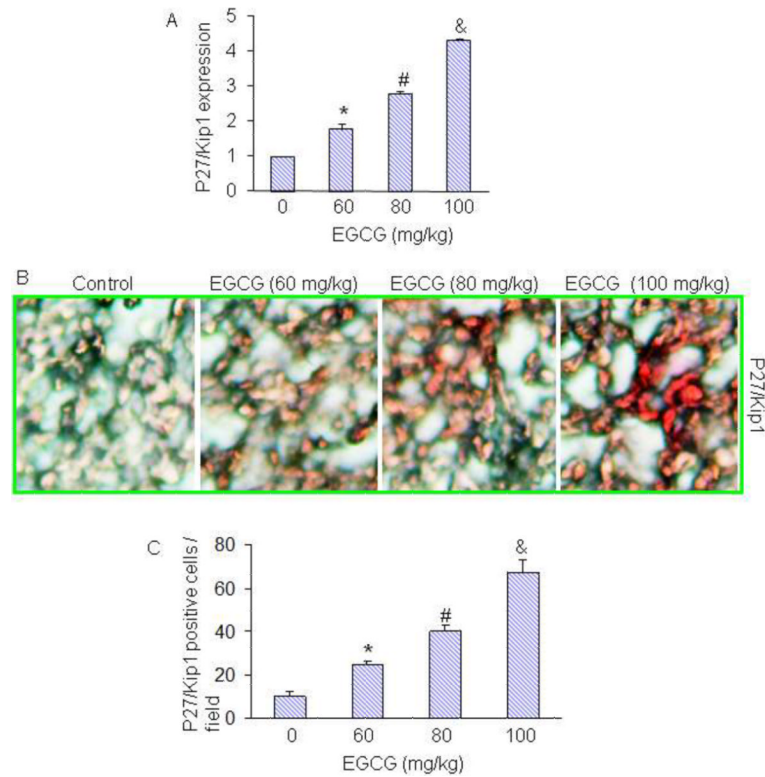 A
P27/Kip1 expression
5
4
3
2
1
0
*
#
&
0 60 80 100
EGCG (mg/kg)
B
Control EGCG (60 mg/kg) EGCG (80 mg/kg) EGCG (100 mg/kg)
P27/Kip1
C
P27/Kip1 positive cells /
field
80
60
40
20
0
*
#
&
0 60 80 100
EGCG (mg/kg)